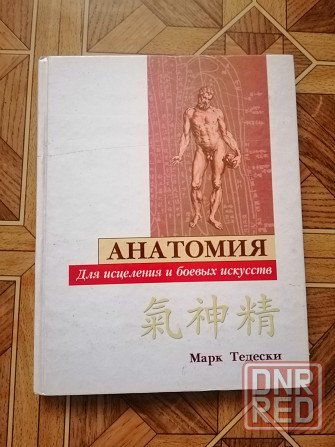 АНАТОМИЯ
Для исцеления и боевых искусств
氣神精
Марк Тедески
DNR
RED